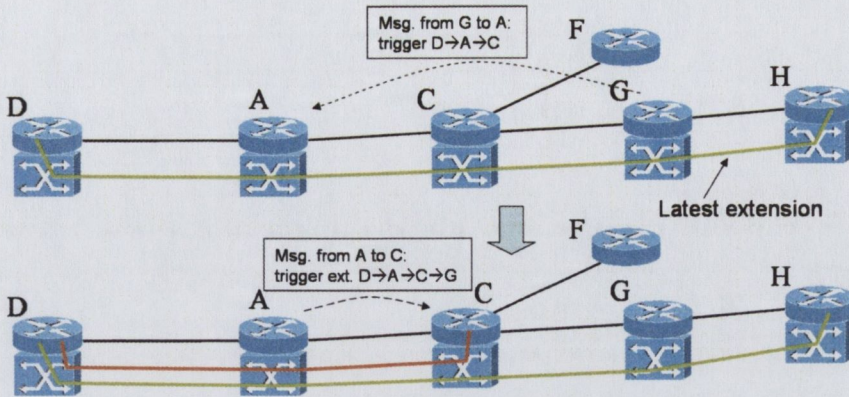 Msg. from G to A:
trigger D→A→C
F
H
D
A
C
G
Latest extension
Msg. from A to C:
trigger ext. D→A→C→G
F
H
D
A
C
G